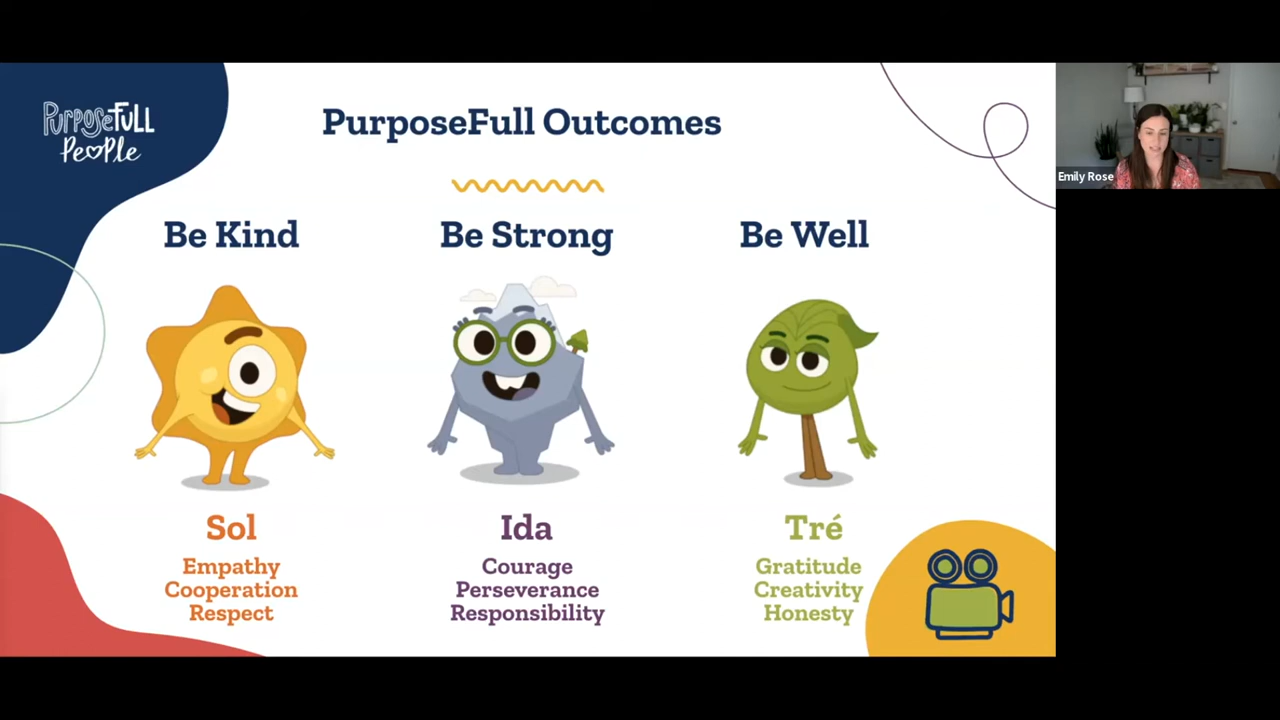 PurposeFULL
People
PurposeFull Outcomes
Be Kind
Be Strong
Be Well
Emily Rose
Sol
Ida
Tré
Empathy
Cooperation
Respect
Courage
Perseverance
Responsibility
Gratitude
Creativity
Honesty